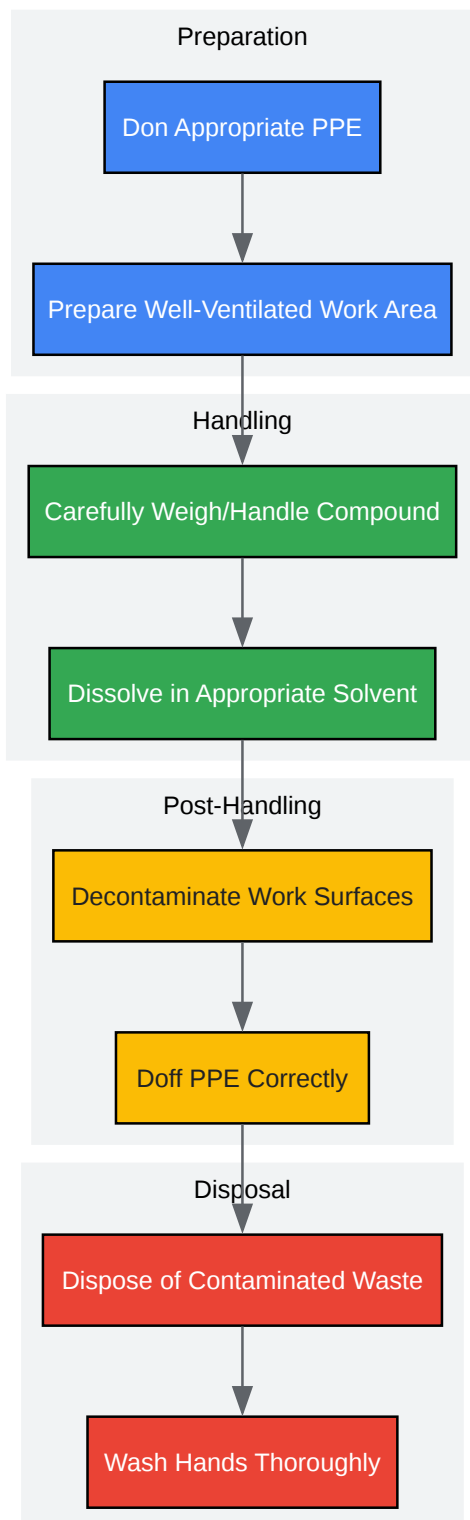 Preparation
Don Appropriate PPE
Prepare Well-Ventilated Work Area
Handling
Carefully Weigh/Handle Compound
Dissolve in Appropriate Solvent
Post-Handling
Decontaminate Work Surfaces
Doff PPE Correctly
Disposal
Dispose of Contaminated Waste
Wash Hands Thoroughly